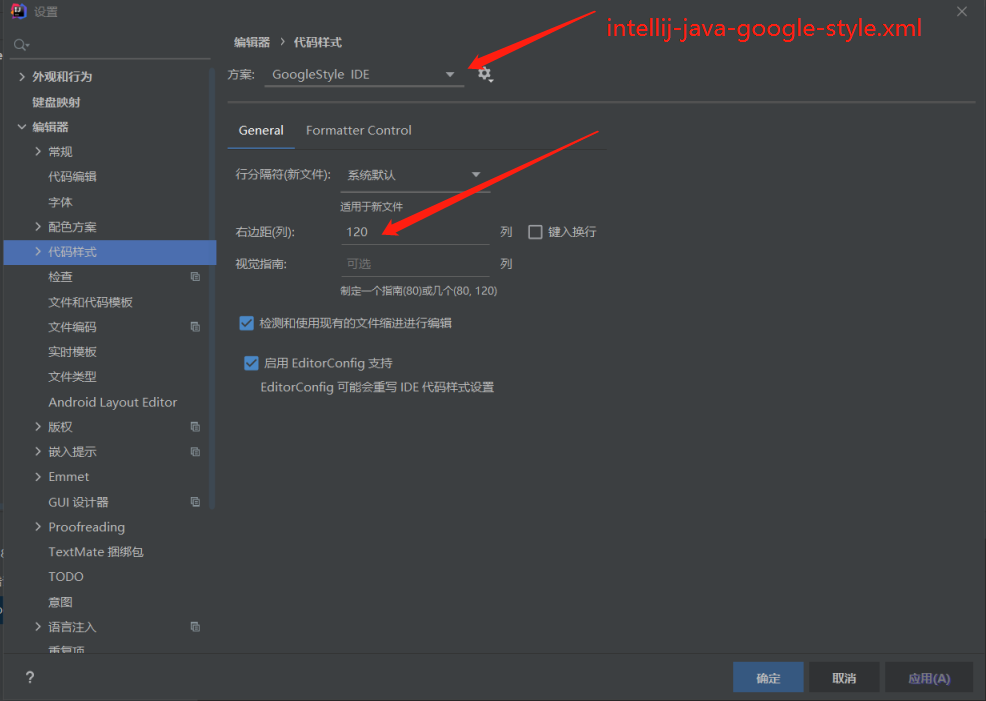 设置
intellij-java-google-style.xml
编辑器 › 代码样式
方案: GoogleStyle IDE
外观和行为
键盘映射
编辑器
常规
代码编辑
字体
配色方案
代码样式
检查
文件和代码模板
文件编码
实时模板
文件类型
Android Layout Editor
版权
嵌入提示
Emmet
GUI 设计器
Proofreading
TextMate 捆绑包
TODO
意图
语言注入
重复项
General Formatter Control
行分隔符(新文件): 系统默认
适用于新文件
右边距(列): 120 列 键入换行
视觉指南: 可选 列
制定一个指南(80)或几个(80, 120)
检测和使用现有的文件缩进进行编辑
启用 EditorConfig 支持
EditorConfig 可能会重写 IDE 代码样式设置
?
确定 取消 应用(A)